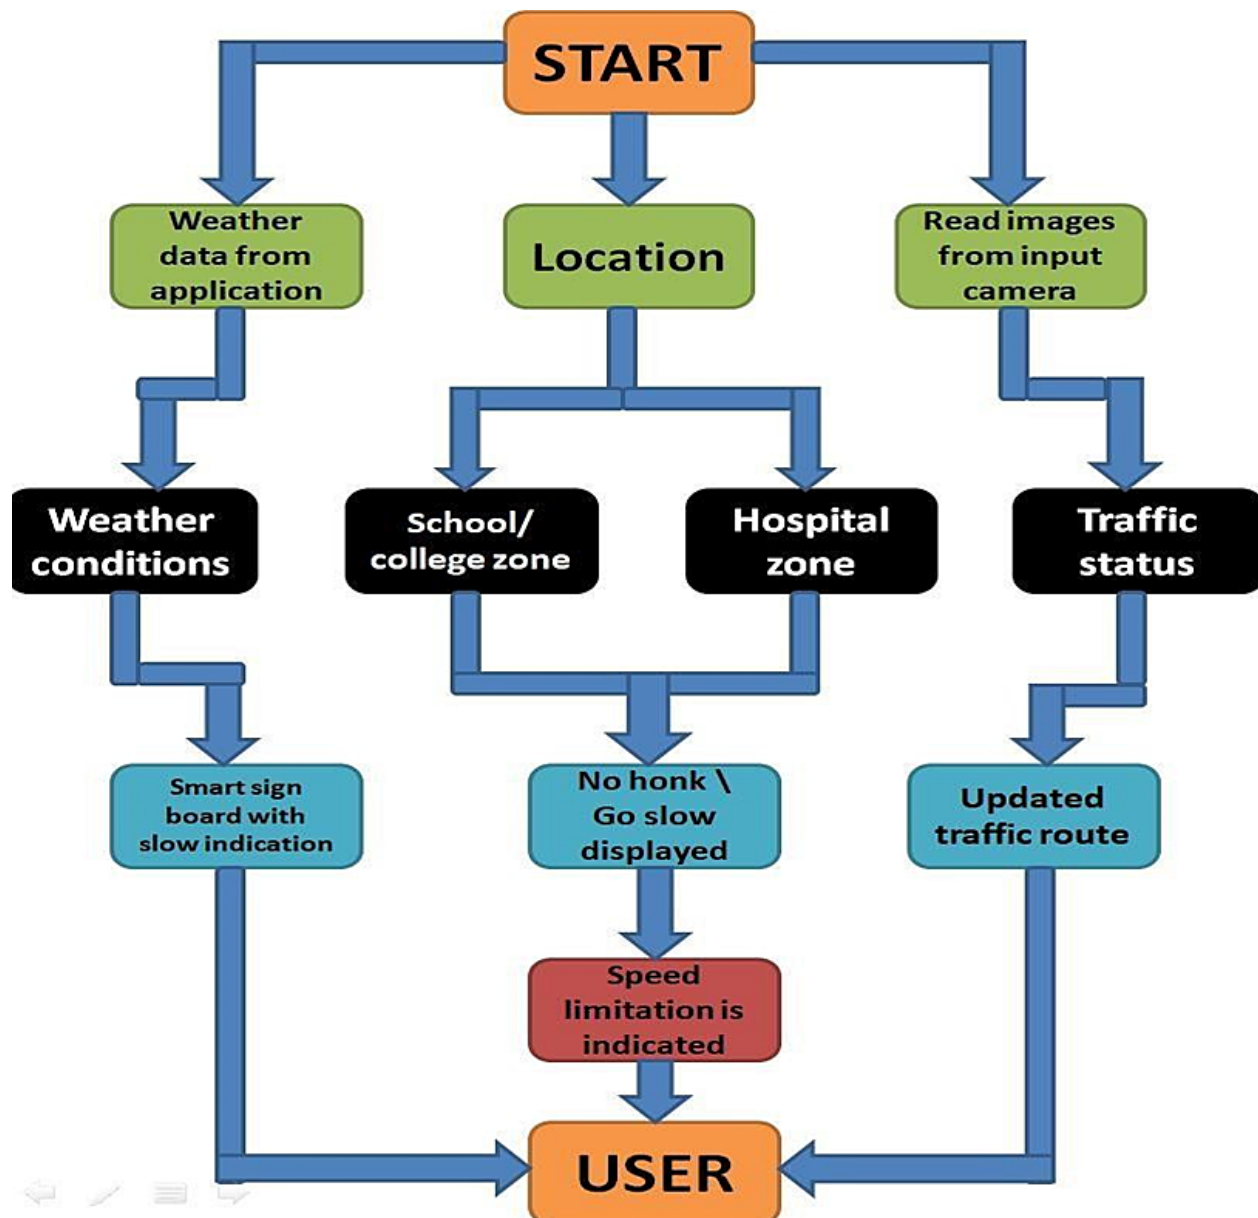 START
Weather
data from
application
Location
Read images
from input
camera
Weather
conditions
School/
college zone
Hospital
zone
Traffic
status
Smart sign
board with
slow indication
No honk \
Go slow
displayed
Updated
traffic route
Speed
limitation is
indicated
USER